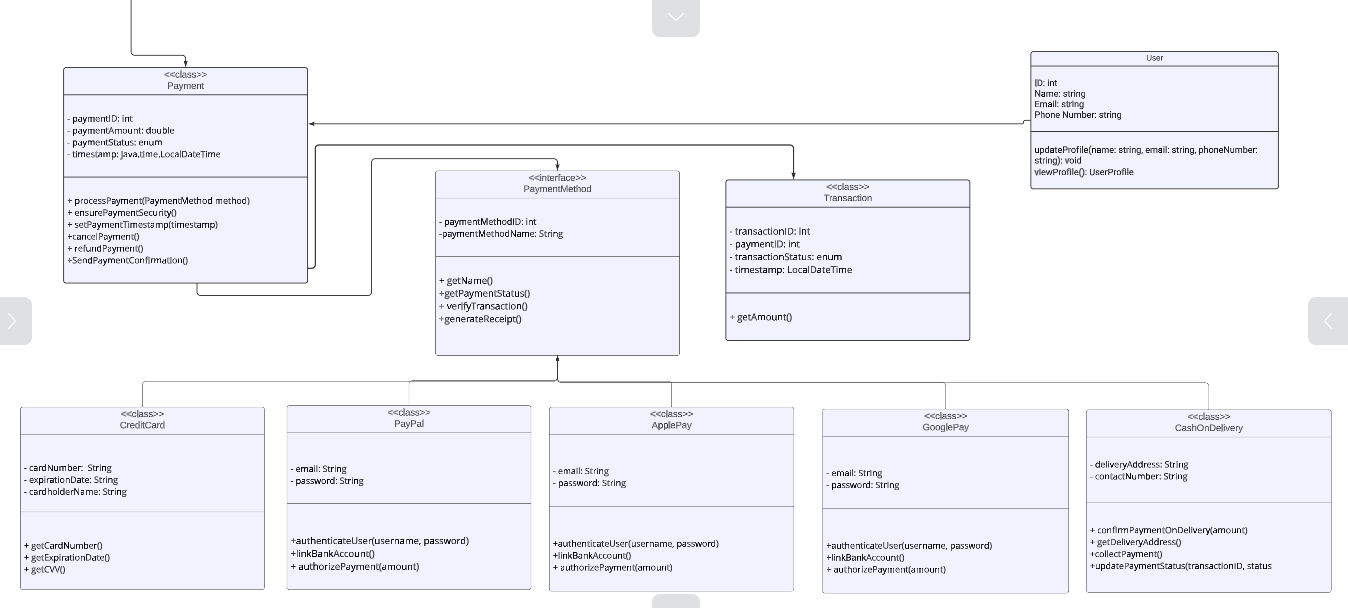 <<class>>
Payment
- paymentID: int
- paymentAmount: double
- paymentStatus: enum
- timestamp: java.time.LocalDateTime
+ processPayment(PaymentMethod method)
+ ensurePaymentSecurity()
+ setPaymentTimestamp(timestamp)
+cancelPayment()
+ refundPayment()
+SendPaymentConfirmation()
User
ID: int
Name: string
Email: string
Phone Number: string
updateProfile(name: string, email: string, phoneNumber:
string): void
viewProfile(): UserProfile
<<interface>>
PaymentMethod
- paymentMethodID: int
-paymentMethodName: String
+ getName()
+getPaymentStatus()
+ verifyTransaction()
+generateReceipt()
<<class>>
Transaction
- transactionID: int
- paymentID: int
- transactionStatus: enum
- timestamp: LocalDateTime
+ getAmount()
<<class>>
CreditCard
- cardNumber:  String
- expirationDate: String
- cardholderName: String
+ getCardNumber()
+ getExpirationDate()
+ getCVV()
<<class>>
PayPal
- email: String
- password: String
+authenticateUser(username, password)
+linkBankAccount()
+ authorizePayment(amount)
<<class>>
ApplePay
- email: String
- password: String
+authenticateUser(username, password)
+linkBankAccount()
+ authorizePayment(amount)
<<class>>
GooglePay
- email: String
- password: String
+authenticateUser(username, password)
+linkBankAccount()
+ authorizePayment(amount)
<<class>>
CashOnDelivery
- deliveryAddress: String
- contactNumber: String
+ confirmPaymentOnDelivery(amount)
+ getDeliveryAddress()
+collectPayment()
+updatePaymentStatus(transactionID, status